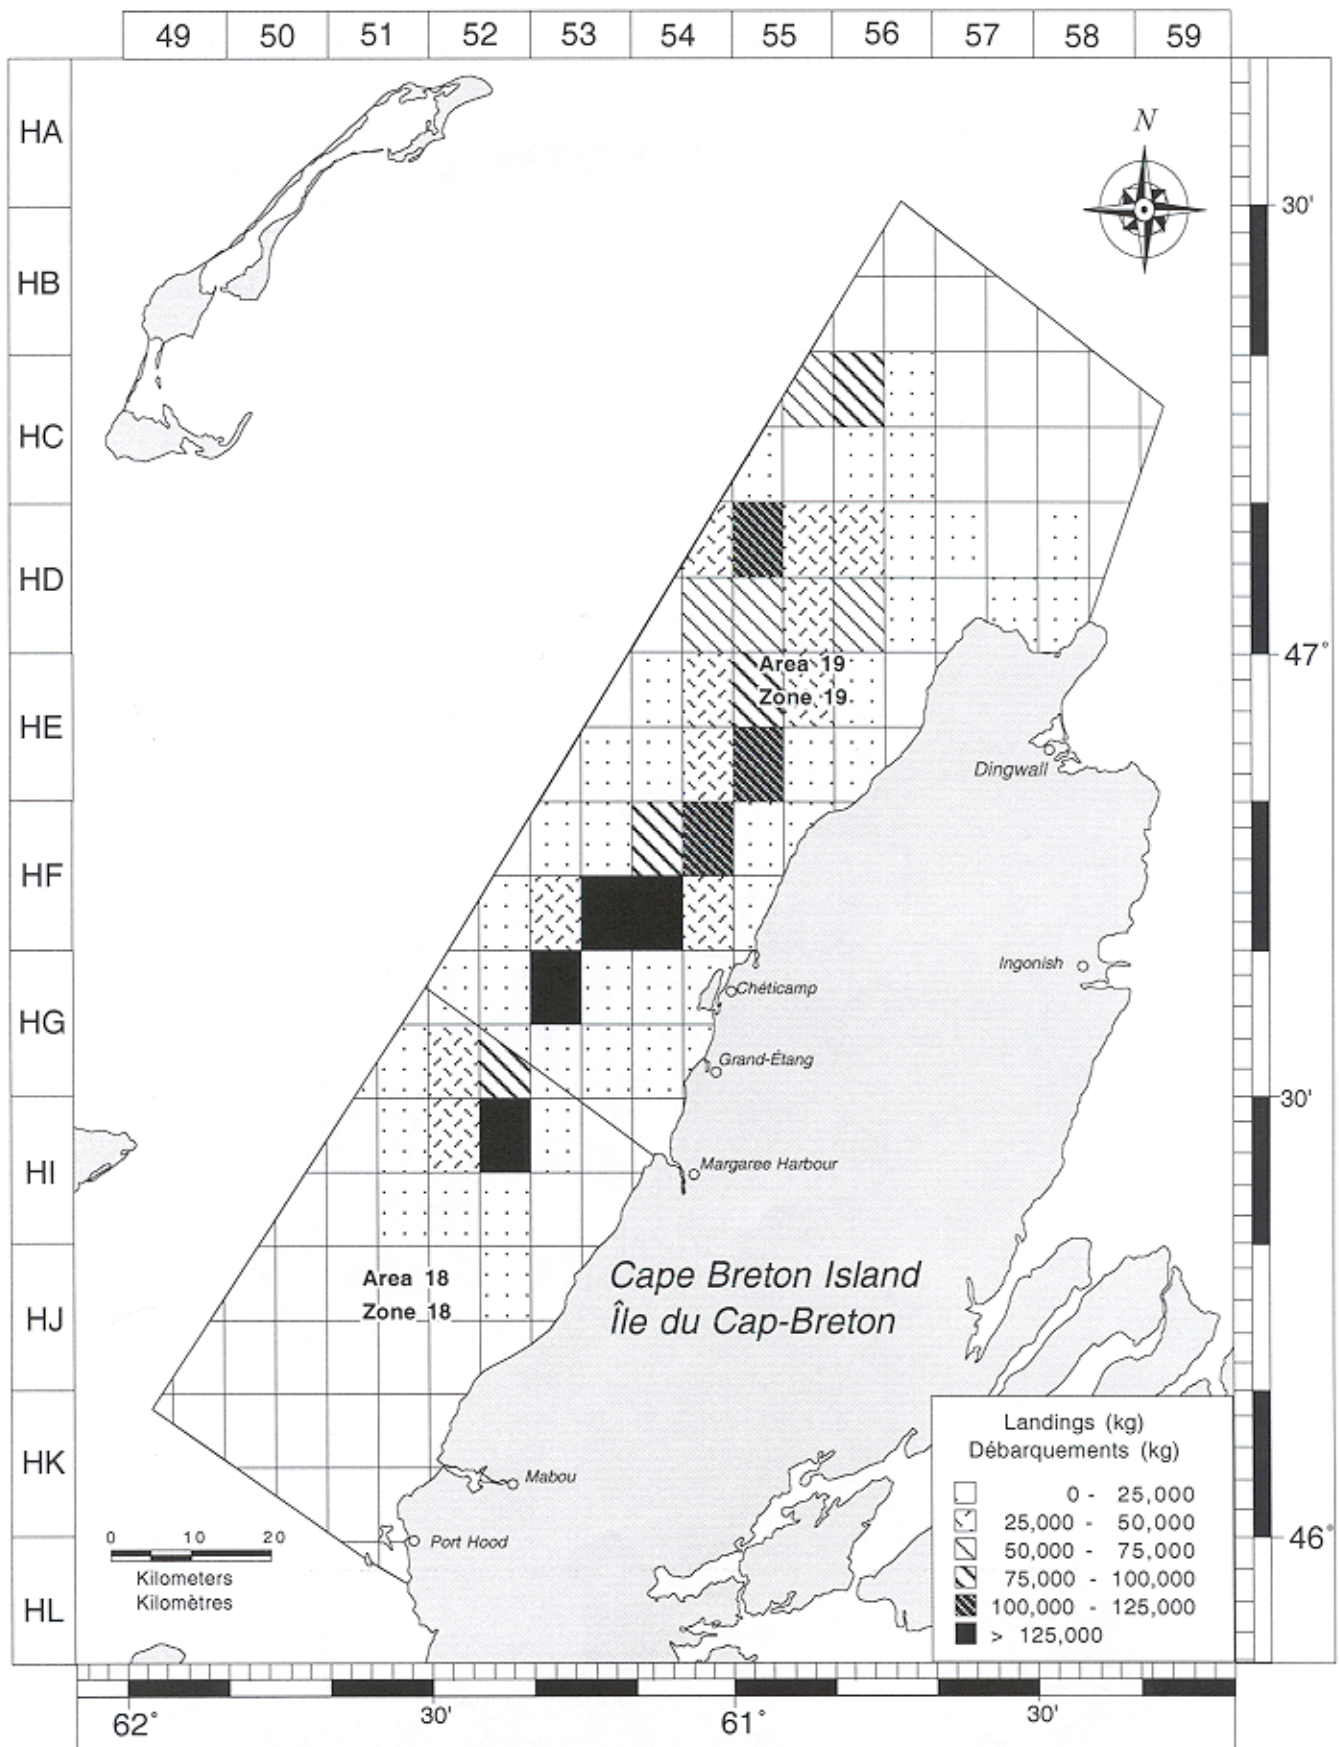 49 50 51 52 53 54 55 56 57 58 59
HA
N
30'
HB
HC
HD
Area 19
Zone 19
47°
HE
Dingwall
HF
Ingonish
Chéticamp
HG
Grand-Étang
30'
HI
Margaree Harbour
Area 18
Zone 18
Cape Breton Island
Île du Cap-Breton
HJ
Landings (kg)
Débarquements (kg)
0 - 25,000
25,000 - 50,000
50,000 - 75,000
75,000 - 100,000
100,000 - 125,000
> 125,000
HK
Mabou
0 10 20
Kilometers
Kilomètres
Port Hood
46°
HL
62° 30' 61° 30'